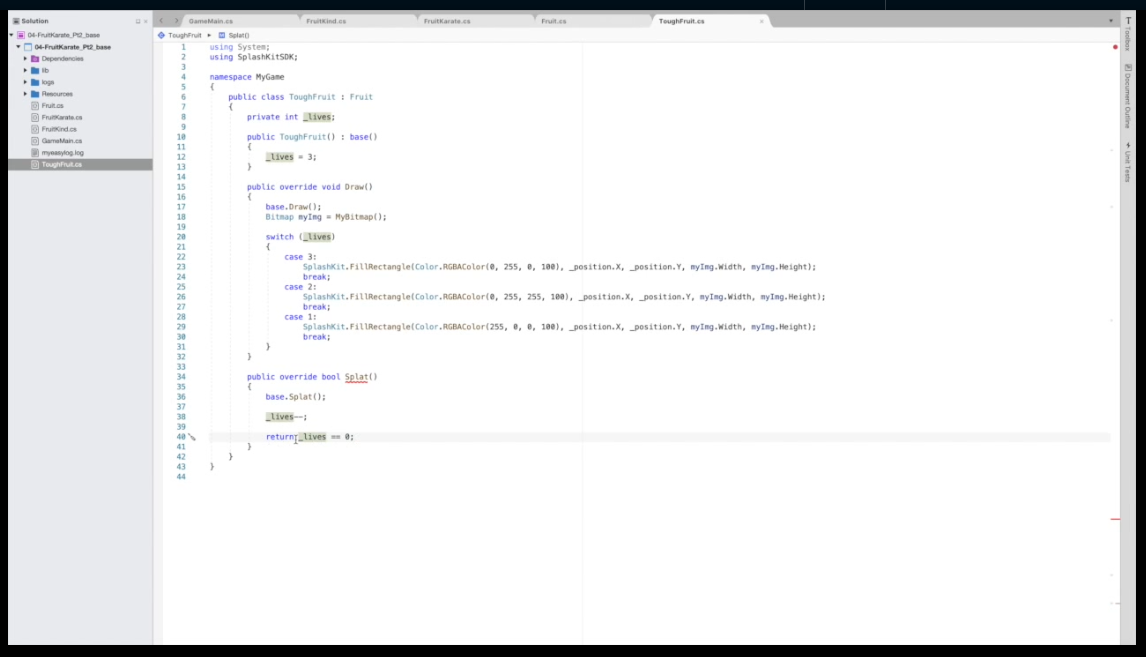 Solution
04-FruitKarate_Pt2_base
04-FruitKarate_Pt2_base
Dependencies
lib
logs
Resources
Fruit.cs
FruitKarate.cs
FruitKind.cs
GameMain.cs
myeasylog.log
ToughFruit.cs
GameMain.cs FruitKind.cs FruitKarate.cs Fruit.cs ToughFruit.cs ×
ToughFruit ▸ Splat()
1 using System;
2 using SplashKitSDK;
3
4 namespace MyGame
5 {
6 public class ToughFruit : Fruit
7 {
8 private int _lives;
9
10 public ToughFruit() : base()
11 {
12 _lives = 3;
13 }
14
15 public override void Draw()
16 {
17 base.Draw();
18 Bitmap myImg = MyBitmap();
19
20 switch (_lives)
21 {
22 case 3:
23 SplashKit.FillRectangle(Color.RGBAColor(0, 255, 0, 100), _position.X, _position.Y, myImg.Width, myImg.Height);
24 break;
25 case 2:
26 SplashKit.FillRectangle(Color.RGBAColor(0, 255, 255, 100), _position.X, _position.Y, myImg.Width, myImg.Height);
27 break;
28 case 1:
29 SplashKit.FillRectangle(Color.RGBAColor(255, 0, 0, 100), _position.X, _position.Y, myImg.Width, myImg.Height);
30 break;
31 }
32 }
33
34 public override bool Splat()
35 {
36 base.Splat();
37
38 _lives--;
39
40 return _lives == 0;
41 }
42 }
43 }
44
Toolbox
Document Outline
Unit Tests